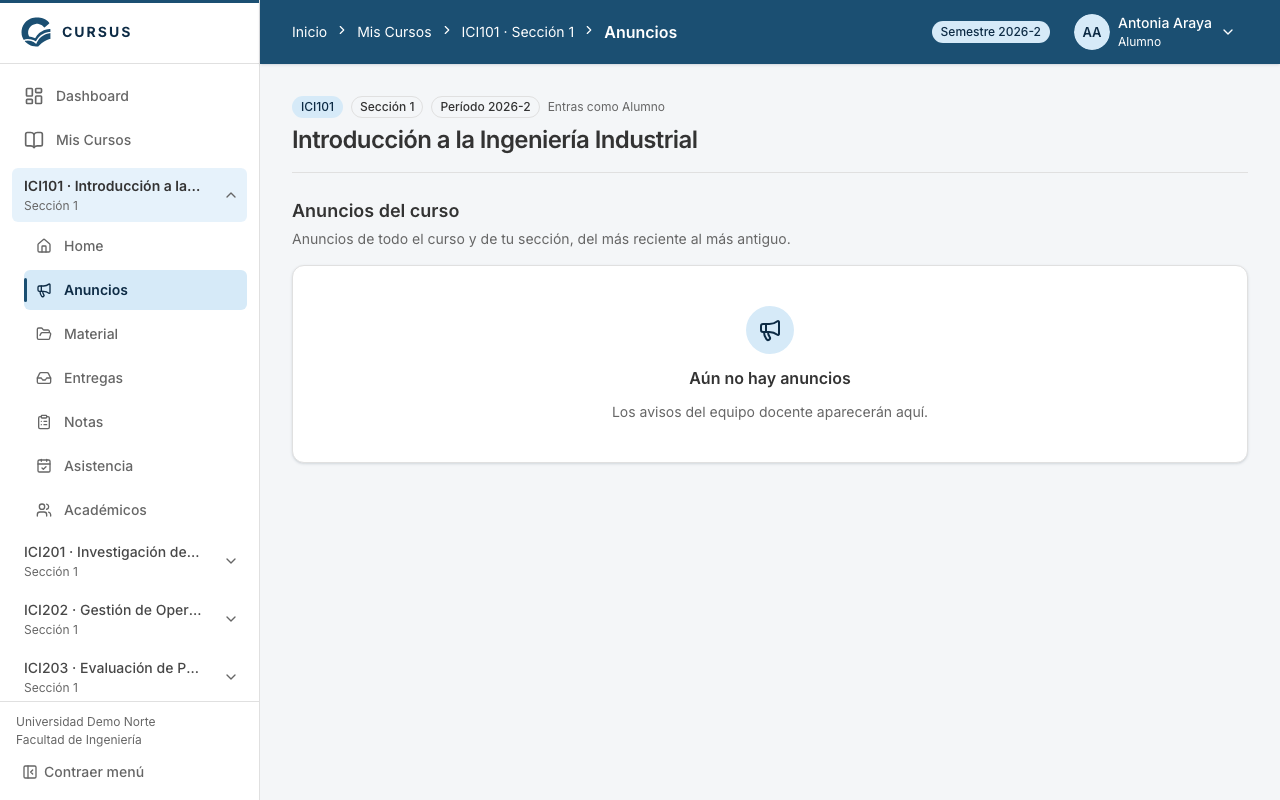 CURSUS
Inicio
Mis Cursos
ICI101 · Sección 1
Anuncios
Semestre 2026-2
AA
Antonia Araya
Alumno
Dashboard
Mis Cursos
ICI101 · Introducción a la...
Sección 1
Home
Anuncios
Material
Entregas
Notas
Asistencia
Académicos
ICI201 · Investigación de...
Sección 1
ICI202 · Gestión de Oper...
Sección 1
ICI203 · Evaluación de P...
Sección 1
Universidad Demo Norte
Facultad de Ingeniería
Contraer menú
ICI101
Sección 1
Período 2026-2
Entras como Alumno
Introducción a la Ingeniería Industrial
Anuncios del curso
Anuncios de todo el curso y de tu sección, del más reciente al más antiguo.
Aún no hay anuncios
Los avisos del equipo docente aparecerán aquí.